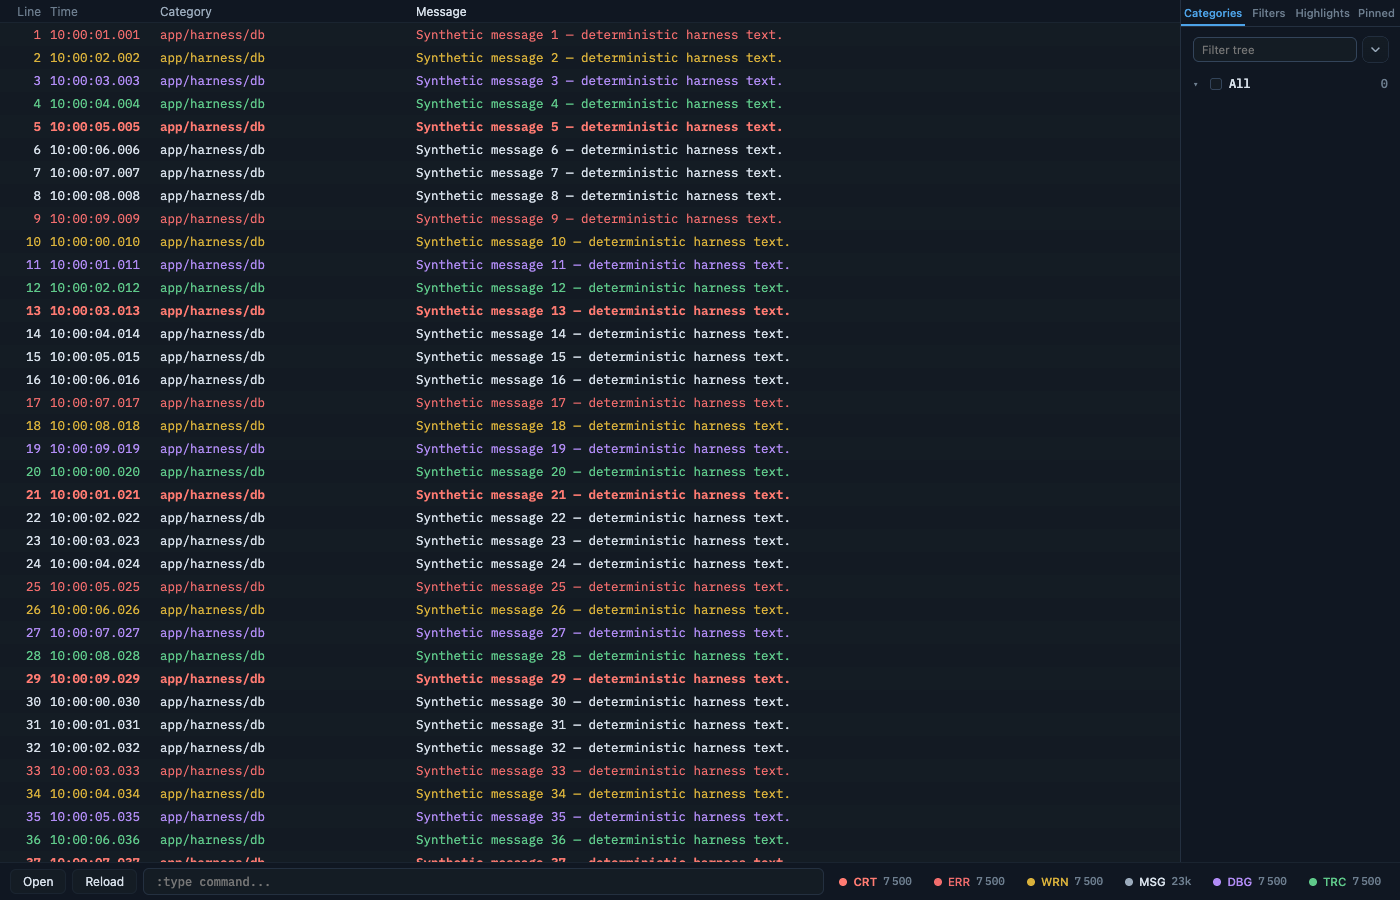 Line Time Category Message Categories Filters Highlights Pinned
Filter tree
All 0
1 10:00:01.001 app/harness/db Synthetic message 1 — deterministic harness text.
2 10:00:02.002 app/harness/db Synthetic message 2 — deterministic harness text.
3 10:00:03.003 app/harness/db Synthetic message 3 — deterministic harness text.
4 10:00:04.004 app/harness/db Synthetic message 4 — deterministic harness text.
5 10:00:05.005 app/harness/db Synthetic message 5 — deterministic harness text.
6 10:00:06.006 app/harness/db Synthetic message 6 — deterministic harness text.
7 10:00:07.007 app/harness/db Synthetic message 7 — deterministic harness text.
8 10:00:08.008 app/harness/db Synthetic message 8 — deterministic harness text.
9 10:00:09.009 app/harness/db Synthetic message 9 — deterministic harness text.
10 10:00:00.010 app/harness/db Synthetic message 10 — deterministic harness text.
11 10:00:01.011 app/harness/db Synthetic message 11 — deterministic harness text.
12 10:00:02.012 app/harness/db Synthetic message 12 — deterministic harness text.
13 10:00:03.013 app/harness/db Synthetic message 13 — deterministic harness text.
14 10:00:04.014 app/harness/db Synthetic message 14 — deterministic harness text.
15 10:00:05.015 app/harness/db Synthetic message 15 — deterministic harness text.
16 10:00:06.016 app/harness/db Synthetic message 16 — deterministic harness text.
17 10:00:07.017 app/harness/db Synthetic message 17 — deterministic harness text.
18 10:00:08.018 app/harness/db Synthetic message 18 — deterministic harness text.
19 10:00:09.019 app/harness/db Synthetic message 19 — deterministic harness text.
20 10:00:00.020 app/harness/db Synthetic message 20 — deterministic harness text.
21 10:00:01.021 app/harness/db Synthetic message 21 — deterministic harness text.
22 10:00:02.022 app/harness/db Synthetic message 22 — deterministic harness text.
23 10:00:03.023 app/harness/db Synthetic message 23 — deterministic harness text.
24 10:00:04.024 app/harness/db Synthetic message 24 — deterministic harness text.
25 10:00:05.025 app/harness/db Synthetic message 25 — deterministic harness text.
26 10:00:06.026 app/harness/db Synthetic message 26 — deterministic harness text.
27 10:00:07.027 app/harness/db Synthetic message 27 — deterministic harness text.
28 10:00:08.028 app/harness/db Synthetic message 28 — deterministic harness text.
29 10:00:09.029 app/harness/db Synthetic message 29 — deterministic harness text.
30 10:00:00.030 app/harness/db Synthetic message 30 — deterministic harness text.
31 10:00:01.031 app/harness/db Synthetic message 31 — deterministic harness text.
32 10:00:02.032 app/harness/db Synthetic message 32 — deterministic harness text.
33 10:00:03.033 app/harness/db Synthetic message 33 — deterministic harness text.
34 10:00:04.034 app/harness/db Synthetic message 34 — deterministic harness text.
35 10:00:05.035 app/harness/db Synthetic message 35 — deterministic harness text.
36 10:00:06.036 app/harness/db Synthetic message 36 — deterministic harness text.
37 10:00:07.037 app/harness/db Synthetic message 37 — deterministic harness text.
Open Reload :type command... CRT 7 500 ERR 7 500 WRN 7 500 MSG 23k DBG 7 500 TRC 7 500